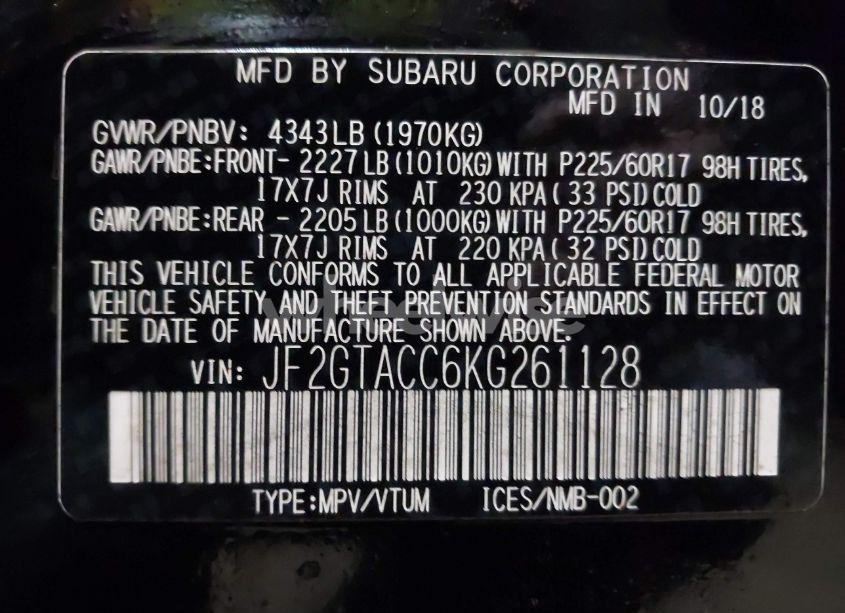 MFD BY SUBARU CORPORATION
MFD IN 10/18
GVWR/PNBV: 4343LB (1970KG)
GAWR/PNBE:FRONT- 2227 LB (1010KG) WITH P225/60R17 98H TIRES,
17X7J RIMS AT 230 KPA ( 33 PSI) COLD
GAWR/PNBE:REAR - 2205 LB (1000KG) WITH P225/60R17 98H TIRES,
17X7J RIMS AT 220 KPA ( 32 PSI) COLD
THIS VEHICLE CONFORMS TO ALL APPLICABLE FEDERAL MOTOR
VEHICLE SAFETY AND THEFT PREVENTION STANDARDS IN EFFECT ON
THE DATE OF MANUFACTURE SHOWN ABOVE.
VIN: JF2GTACC6KG261128
TYPE:MPV/VTUM ICES/NMB-002